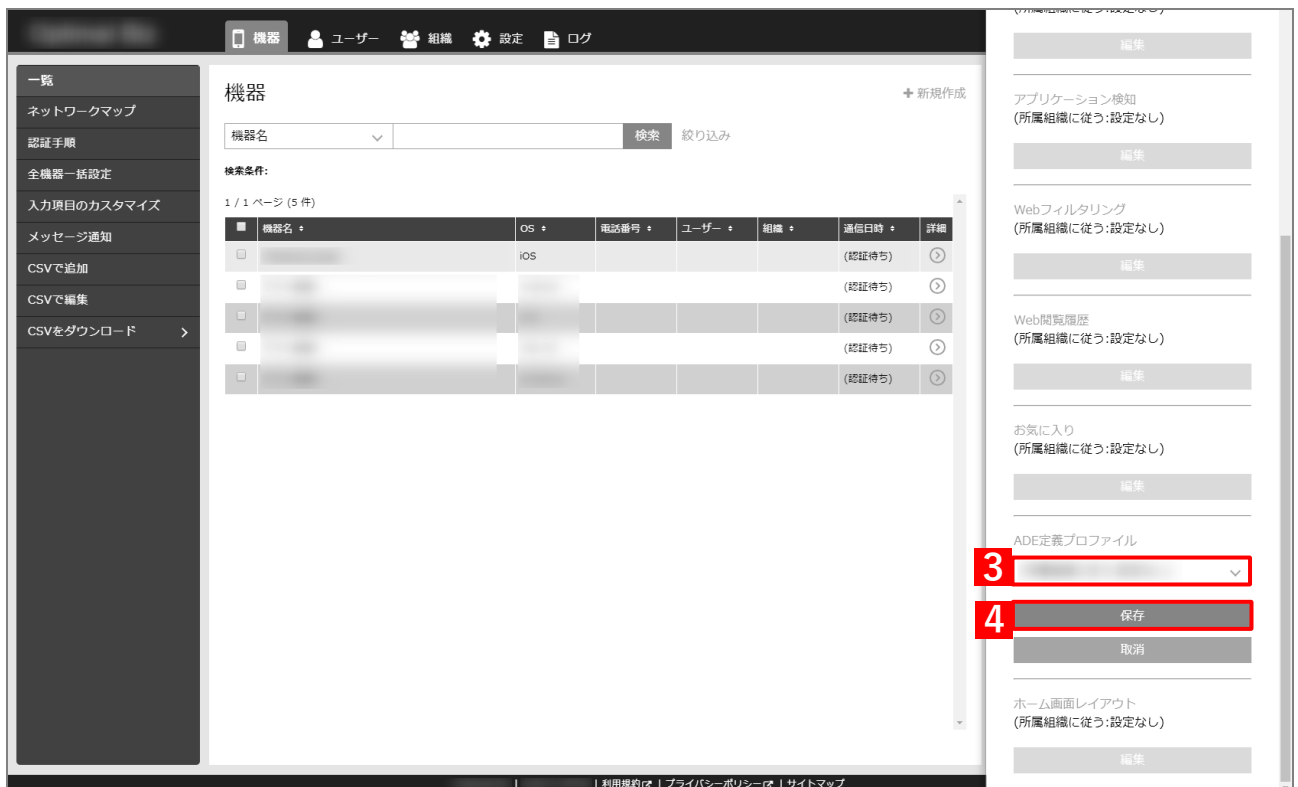 機器
ユーザー
組織
設定
ログ
一覧
ネットワークマップ
認証手順
全機器一括設定
入力項目のカスタマイズ
メッセージ通知
CSVで追加
CSVで編集
CSVをダウンロード
機器
新規作成
機器名
検索
絞り込み
検索条件:
1 / 1 ページ (5 件)
機器名 OS 電話番号 ユーザー 組織 通信日時 詳細
iOS (認証待ち)
(認証待ち)
(認証待ち)
(認証待ち)
(認証待ち)
(所属組織に従う:設定なし)
編集
アプリケーション検知
(所属組織に従う:設定なし)
編集
Webフィルタリング
(所属組織に従う:設定なし)
編集
Web閲覧履歴
(所属組織に従う:設定なし)
編集
お気に入り
(所属組織に従う:設定なし)
編集
ADE定義プロファイル
3
4
保存
取消
ホーム画面レイアウト
(所属組織に従う:設定なし)
編集
| | 利用規約 | プライバシーポリシー | サイトマップ